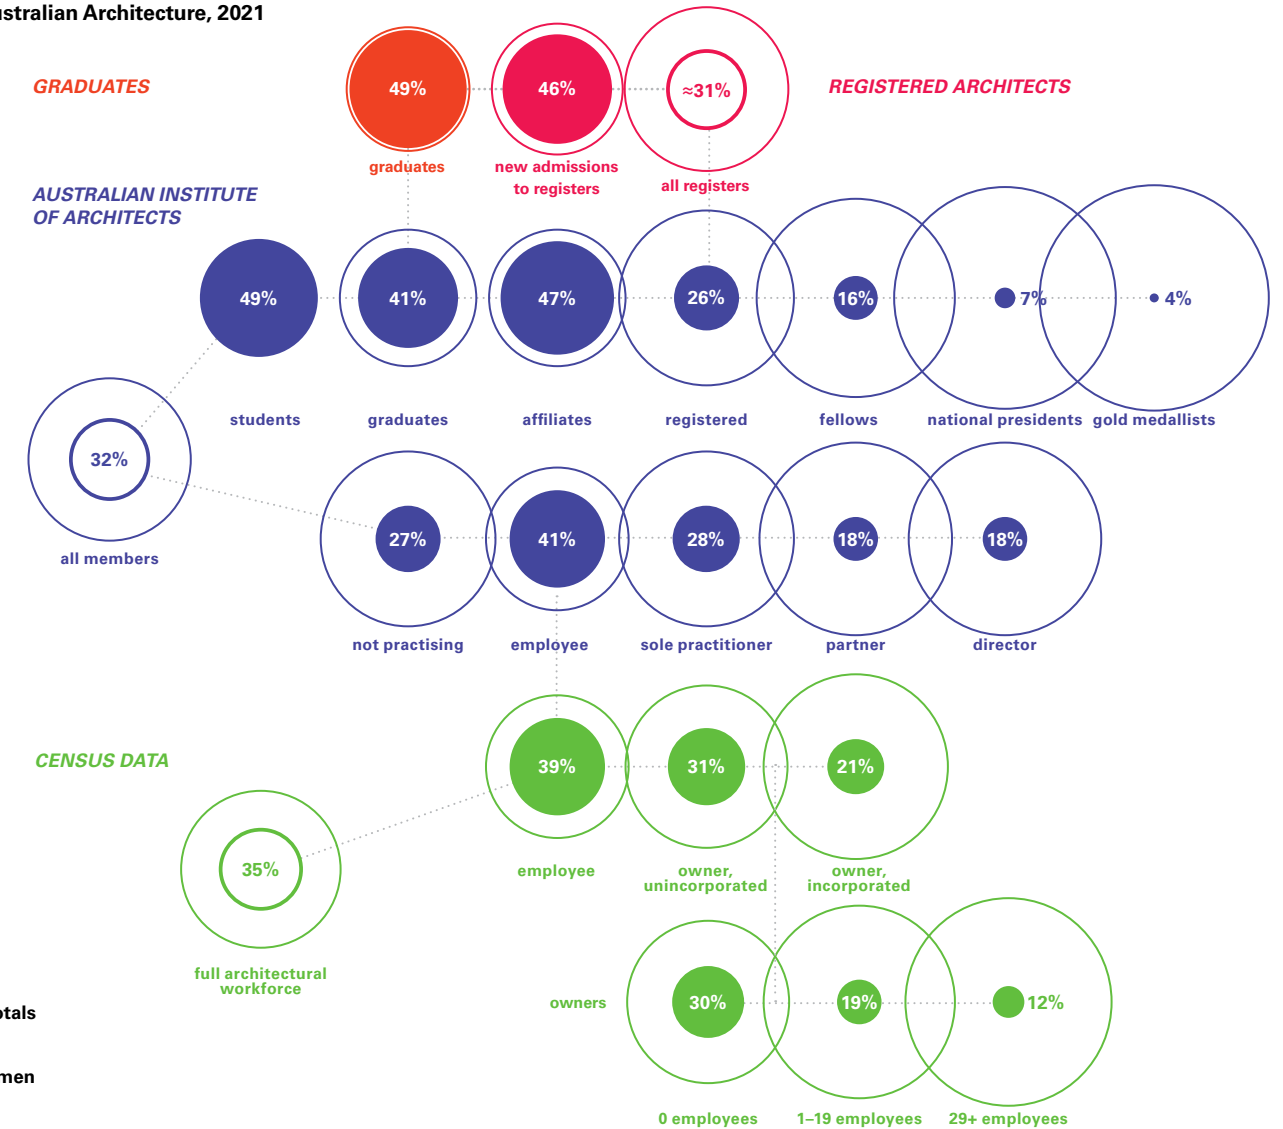 ustralian Architecture, 2021
GRADUATES
49%
46%
≈31%
REGISTERED ARCHITECTS
graduates
new admissions
to registers
all registers
AUSTRALIAN INSTITUTE
OF ARCHITECTS
49%
41%
47%
26%
16%
7%
4%
students
graduates
affiliates
registered
fellows
national presidents
gold medallists
32%
all members
27%
41%
28%
18%
18%
not practising
employee
sole practitioner
partner
director
CENSUS DATA
39%
31%
21%
employee
owner,
unincorporated
owner,
incorporated
35%
full architectural
workforce
owners
30%
19%
12%
0 employees
1–19 employees
29+ employees
otals
men